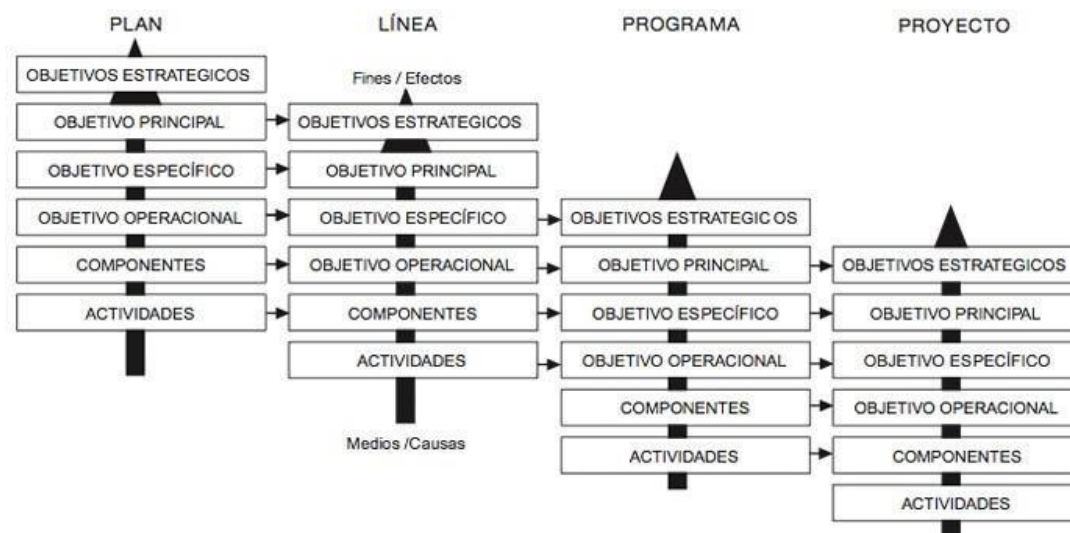 PLAN
OBJETIVOS ESTRATEGICOS
OBJETIVO PRINCIPAL
OBJETIVO ESPECÍFICO
OBJETIVO OPERACIONAL
COMPONENTES
ACTIVIDADES
LÍNEA
Fines / Efectos
OBJETIVOS ESTRATEGICOS
OBJETIVO PRINCIPAL
OBJETIVO ESPECÍFICO
OBJETIVO OPERACIONAL
COMPONENTES
ACTIVIDADES
Medios /Causas
PROGRAMA
OBJETIVOS ESTRATEGICOS
OBJETIVO PRINCIPAL
OBJETIVO ESPECÍFICO
OBJETIVO OPERACIONAL
COMPONENTES
ACTIVIDADES
PROYECTO
OBJETIVOS ESTRATEGICOS
OBJETIVO PRINCIPAL
OBJETIVO ESPECÍFICO
OBJETIVO OPERACIONAL
COMPONENTES
ACTIVIDADES